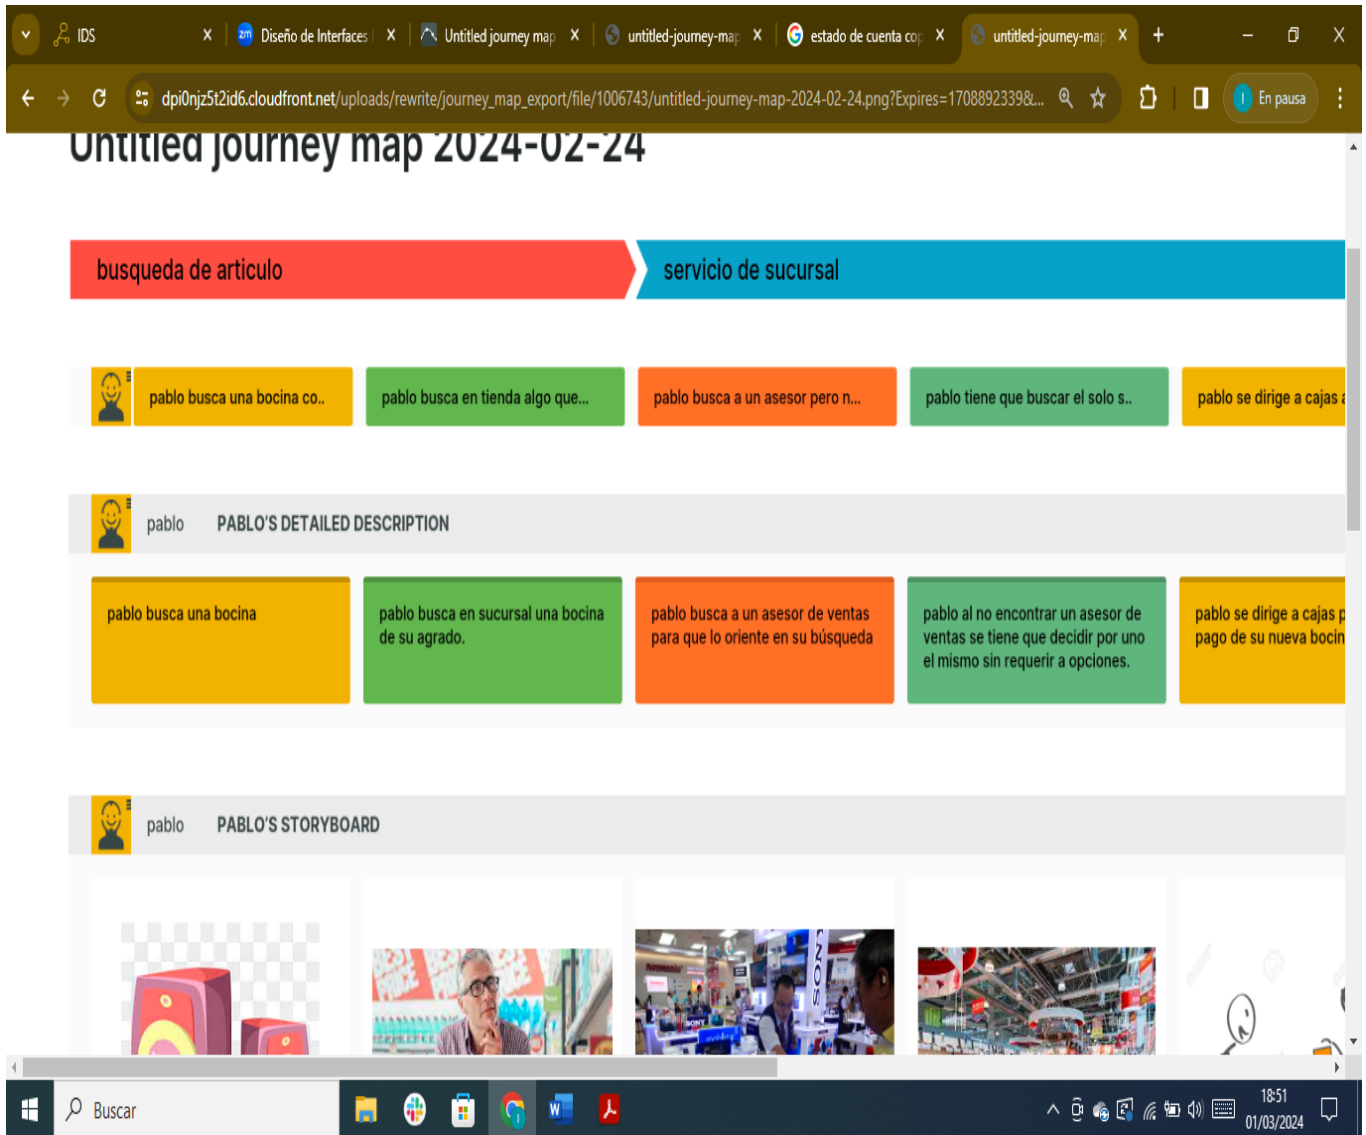 IDS
Diseño de Interfaces
Untitled journey map
untitled-journey-map
estado de cuenta cop
untitled-journey-map
dpi0njz5t2id6.cloudfront.net/uploads/rewrite/journey_map_export/file/1006743/untitled-journey-map-2024-02-24.png?Expires=1708892339&...
En pausa
Untitled journey map 2024-02-24
busqueda de articulo
servicio de sucursal
pablo busca una bocina co..
pablo busca en tienda algo que...
pablo busca a un asesor pero n...
pablo tiene que buscar el solo s..
pablo se dirige a cajas a
pablo PABLO'S DETAILED DESCRIPTION
pablo busca una bocina
pablo busca en sucursal una bocina
de su agrado.
pablo busca a un asesor de ventas
para que lo oriente en su búsqueda
pablo al no encontrar un asesor de
ventas se tiene que decidir por uno
el mismo sin requerir a opciones.
pablo se dirige a cajas p
pago de su nueva bocin
pablo PABLO'S STORYBOARD
PRICE
SONY
SONY
Buscar
18:51
01/03/2024